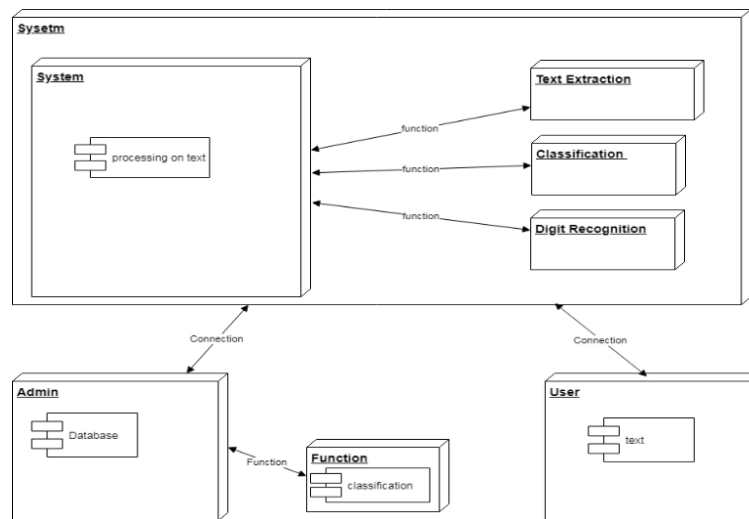 Sysetm
System
processing on text
Text Extraction
function
Classification
function
Digit Recognition
function
Connection
Connection
Admin
Database
Function
Function
classification
User
text